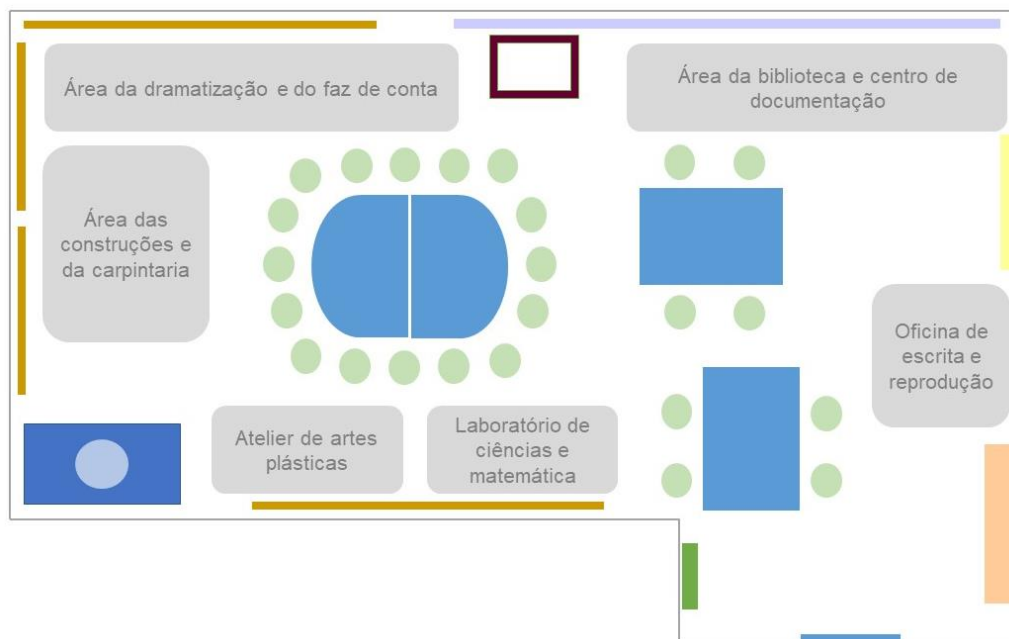 Área da dramatização e do faz de conta
Área da biblioteca e centro de
documentação
Área das
construções e
da carpintaria
Oficina de
escrita e
reprodução
Atelier de artes
plásticas
Laboratório de
ciências e
matemática